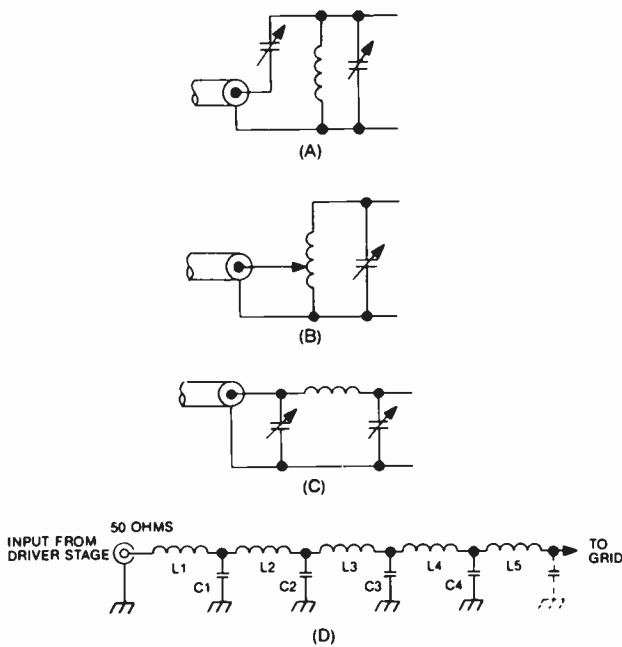 (A)
(B)
(C)
50 OHMS
INPUT FROM
DRIVER STAGE
TO
GRID
L1
L2
L3
L4
L5
C1
C2
C3
C4
(D)